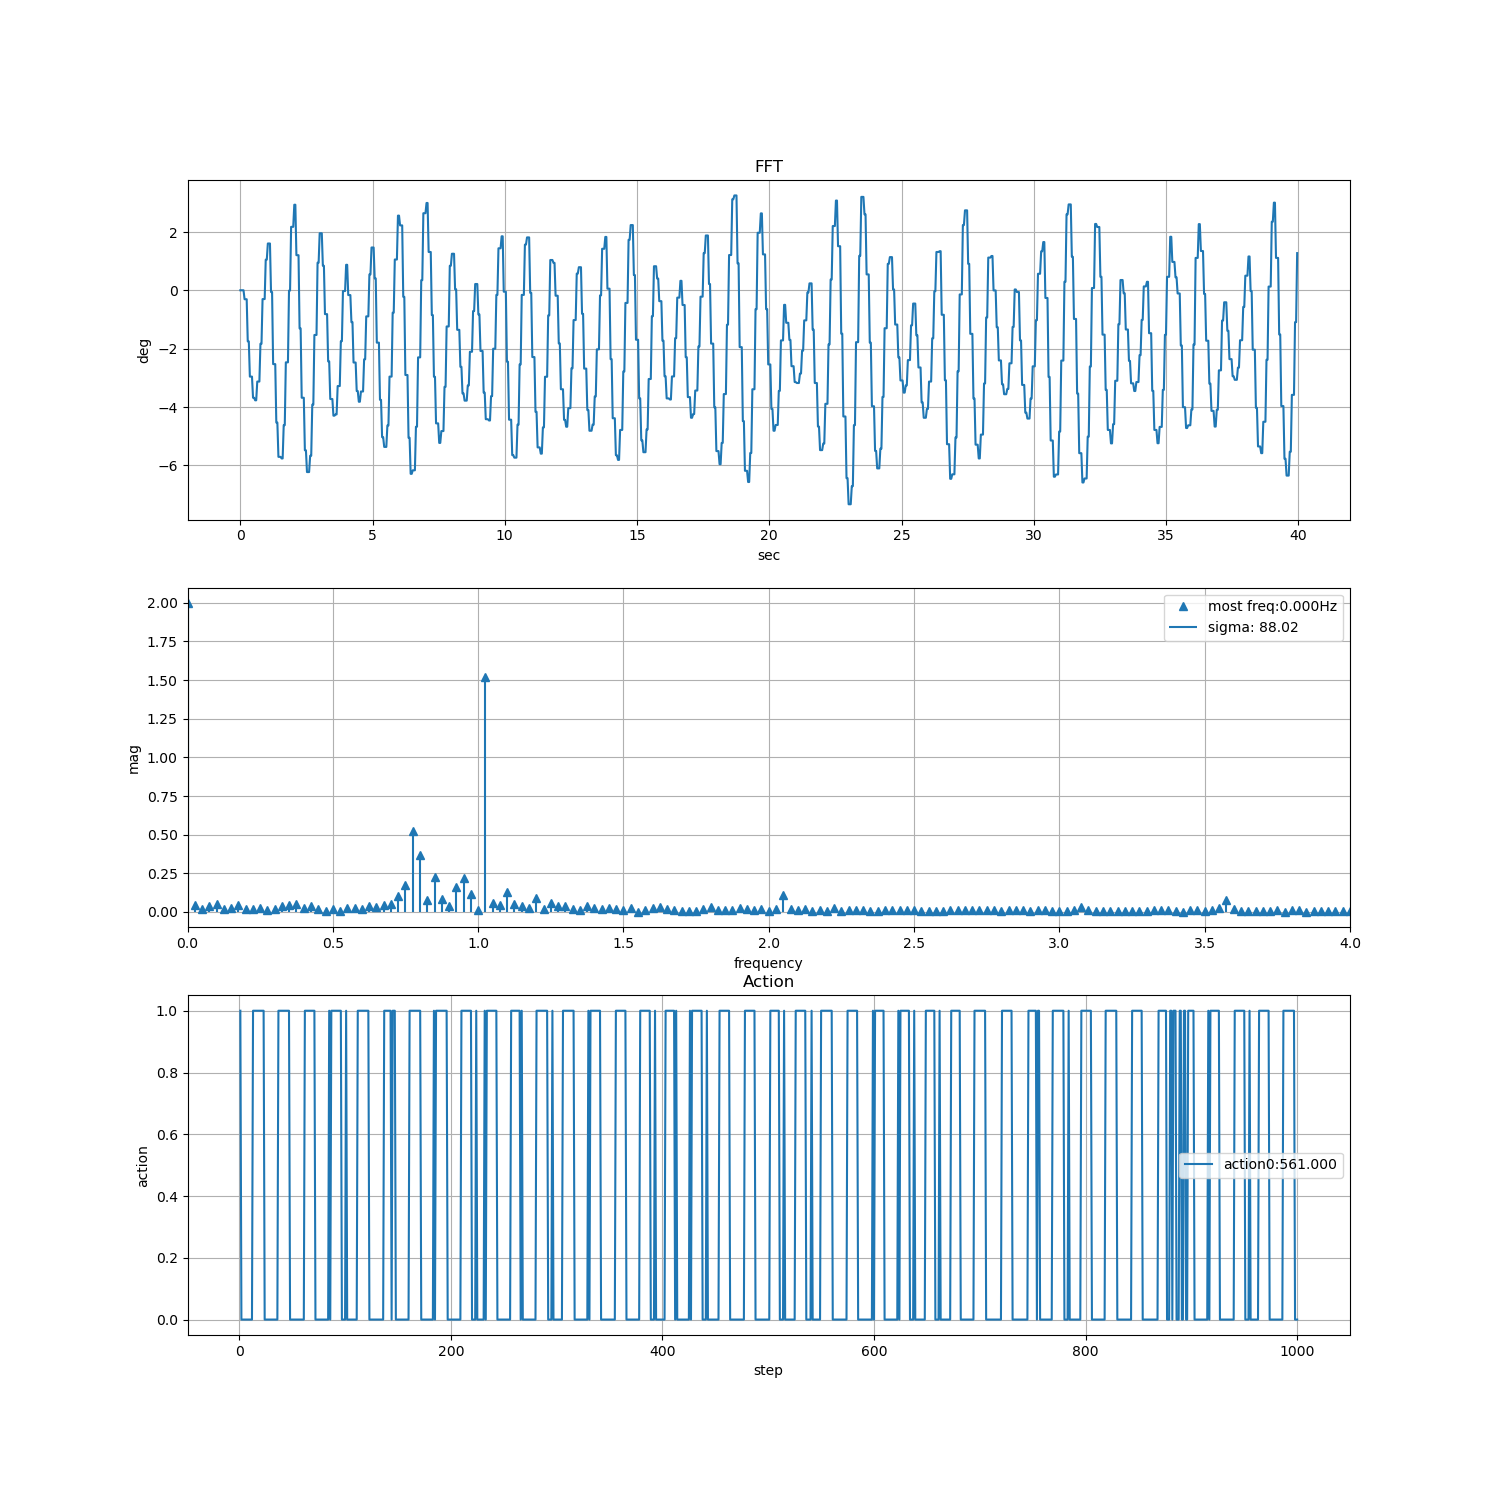 FFT
2
0
−2
−4
−6
deg
0 5 10 15 20 25 30 35 40
sec
2.00
1.75
1.50
1.25
1.00
0.75
0.50
0.25
0.00
mag
most freq:0.000Hz
sigma: 88.02
0.0 0.5 1.0 1.5 2.0 2.5 3.0 3.5 4.0
frequency
Action
1.0
0.8
0.6
0.4
0.2
0.0
action
action0:561.000
0 200 400 600 800 1000
step